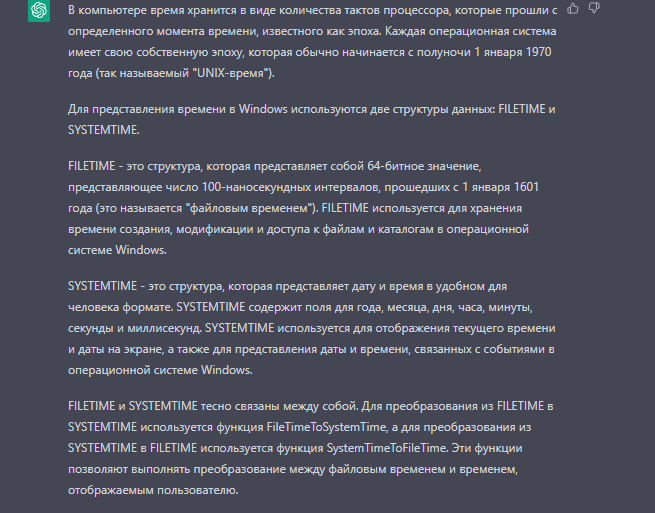 В компьютере время хранится в виде количества тактов процессора, которые прошли с
определенного момента времени, известного как эпоха. Каждая операционная система
имеет свою собственную эпоху, которая обычно начинается с полуночи 1 января 1970
года (так называемый "UNIX-время").
Для представления времени в Windows используются две структуры данных: FILETIME и
SYSTEMTIME.
FILETIME - это структура, которая представляет собой 64-битное значение,
представляющее число 100-наносекундных интервалов, прошедших с 1 января 1601
года (это называется "файловым временем"). FILETIME используется для хранения
времени создания, модификации и доступа к файлам и каталогам в операционной
системе Windows.
SYSTEMTIME - это структура, которая представляет дату и время в удобном для
человека формате. SYSTEMTIME содержит поля для года, месяца, дня, часа, минуты,
секунды и миллисекунд. SYSTEMTIME используется для отображения текущего времени
и даты на экране, а также для представления даты и времени, связанных с событиями в
операционной системе Windows.
FILETIME и SYSTEMTIME тесно связаны между собой. Для преобразования из FILETIME в
SYSTEMTIME используется функция FileTimeToSystemTime, а для преобразования из
SYSTEMTIME в FILETIME используется функция SystemTimeToFileTime. Эти функции
позволяют выполнять преобразование между файловым временем и временем,
отображаемым пользователю.